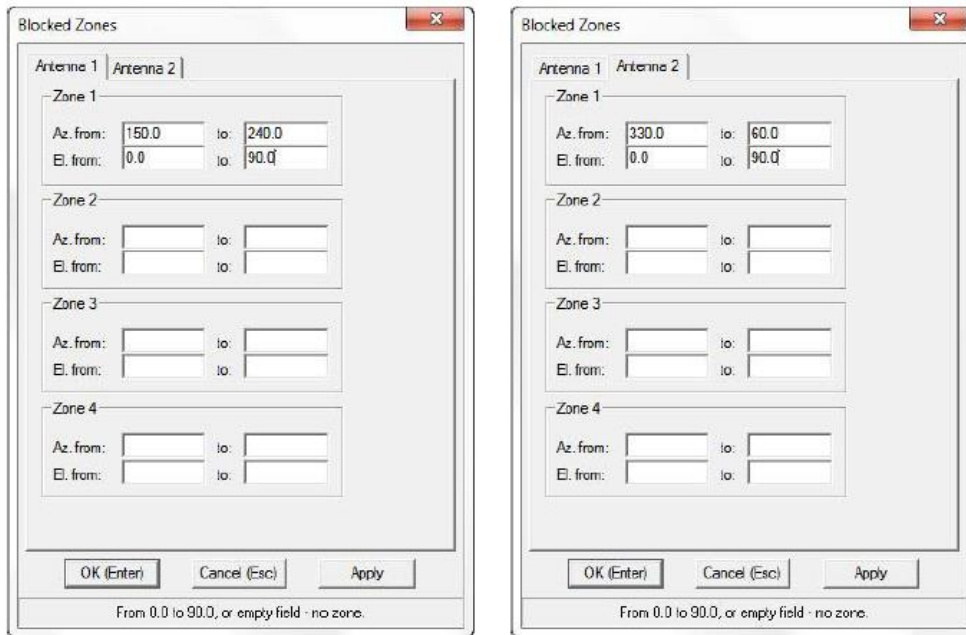 Blocked Zones
Antenna 1 Antenna 2
Zone 1
Az. from: 150.0 to: 240.0
El. from: 0.0 to: 90.0
Zone 2
Az. from: to:
El. from: to:
Zone 3
Az. from: to:
El. from: to:
Zone 4
Az. from: to:
El. from: to:
OK (Enter) Cancel (Esc) Apply
From 0.0 to 90.0, or empty field - no zone.
Blocked Zones
Antenna 1 Antenna 2
Zone 1
Az. from: 330.0 to: 60.0
El. from: 0.0 to: 90.0
Zone 2
Az. from: to:
El. from: to:
Zone 3
Az. from: to:
El. from: to:
Zone 4
Az. from: to:
El. from: to:
OK (Enter) Cancel (Esc) Apply
From 0.0 to 90.0, or empty field - no zone.